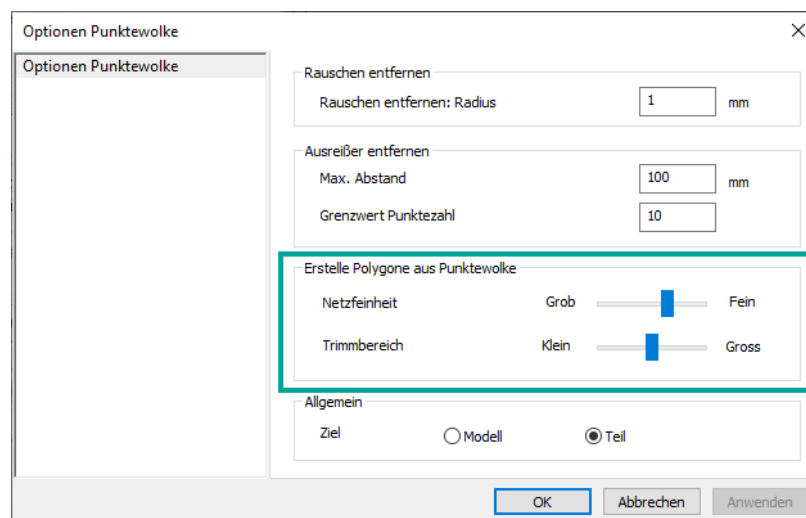 Optionen Punktewolke
Optionen Punktewolke
Rauschen entfernen
Rauschen entfernen: Radius 1 mm
Ausreißer entfernen
Max. Abstand 100 mm
Grenzwert Punktezahl 10
Erstelle Polygone aus Punktewolke
Netzfeinheit Grob Fein
Trimmbereich Klein Gross
Allgemein
Ziel Modell Teil
OK Abbrechen Anwenden